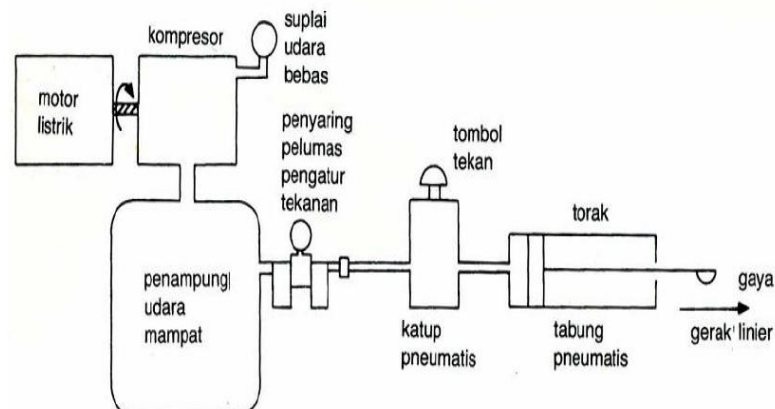 kompresor
suplai
udara
bebas
motor
listrik
penyaring
pelumas
pengatur
tekanan
tombol
tekan
torak
penampung
udara
mampat
katup
pneumatis
tabung
pneumatis
gaya
gerak linier